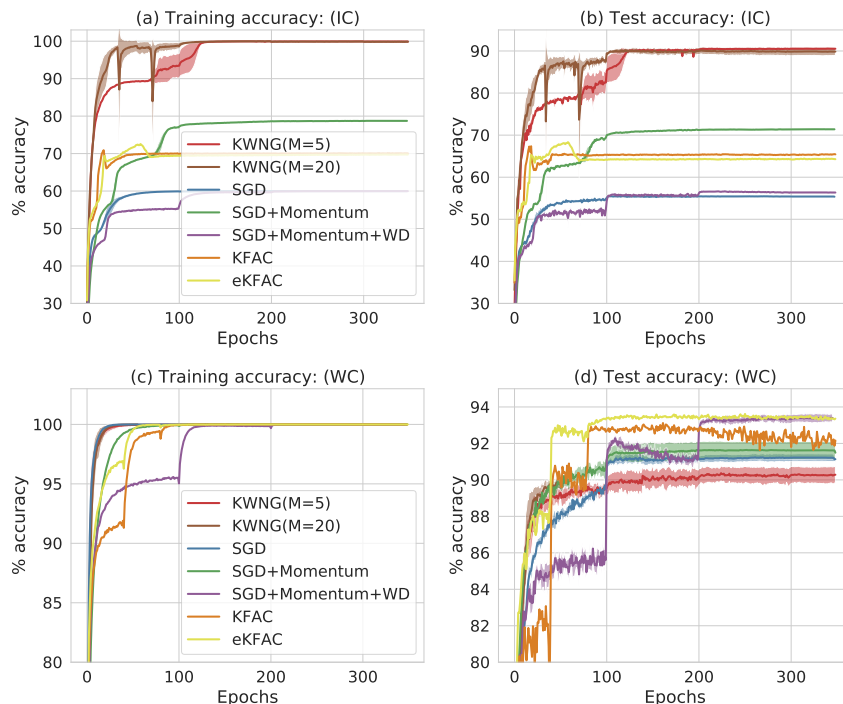 (a) Training accuracy: (IC)
100
90
80
70
60
50
40
30
% accuracy
0
100
200
300
Epochs
KWNG(M=5)
KWNG(M=20)
SGD
SGD+Momentum
SGD+Momentum+WD
KFAC
eKFAC
(b) Test accuracy: (IC)
90
80
70
60
50
40
30
% accuracy
0
100
200
300
Epochs
(c) Training accuracy: (WC)
100
95
90
85
80
% accuracy
0
100
200
300
Epochs
KWNG(M=5)
KWNG(M=20)
SGD
SGD+Momentum
SGD+Momentum+WD
KFAC
eKFAC
(d) Test accuracy: (WC)
94
92
90
88
86
84
82
80
% accuracy
0
100
200
300
Epochs